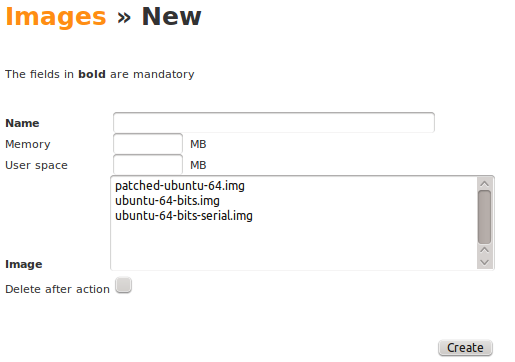 Images » New
The fields in bold are mandatory
Name
Memory MB
User space MB
patched-ubuntu-64.img
ubuntu-64-bits.img
ubuntu-64-bits-serial.img
Image
Delete after action
Create